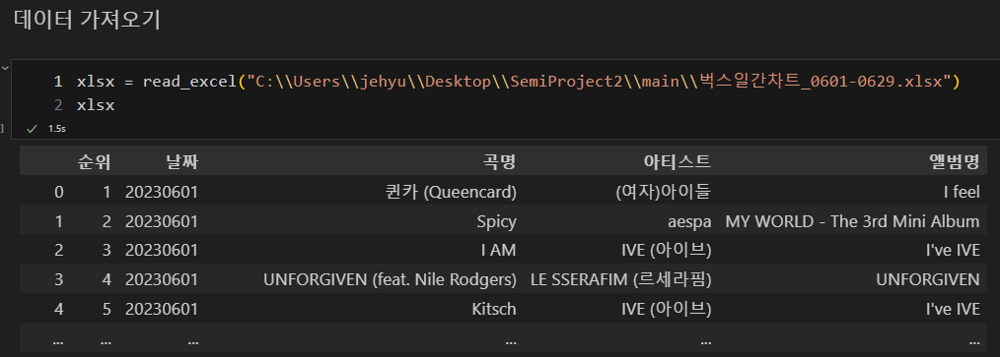 데이터 가져오기
1 xlsx = read_excel("C:\\Users\\jehyu\\Desktop\\SemiProject2\\main\\벅스일간차트_0601-0629.xlsx")
2 xlsx
] ✓ 1.5s
순위 날짜 곡명 아티스트 앨범명
0 1 20230601 퀸카 (Queencard) (여자)아이들 I feel
1 2 20230601 Spicy aespa MY WORLD - The 3rd Mini Album
2 3 20230601 I AM IVE (아이브) I've IVE
3 4 20230601 UNFORGIVEN (feat. Nile Rodgers) LE SSERAFIM (르세라핌) UNFORGIVEN
4 5 20230601 Kitsch IVE (아이브) I've IVE
... ... ... ... ... ...